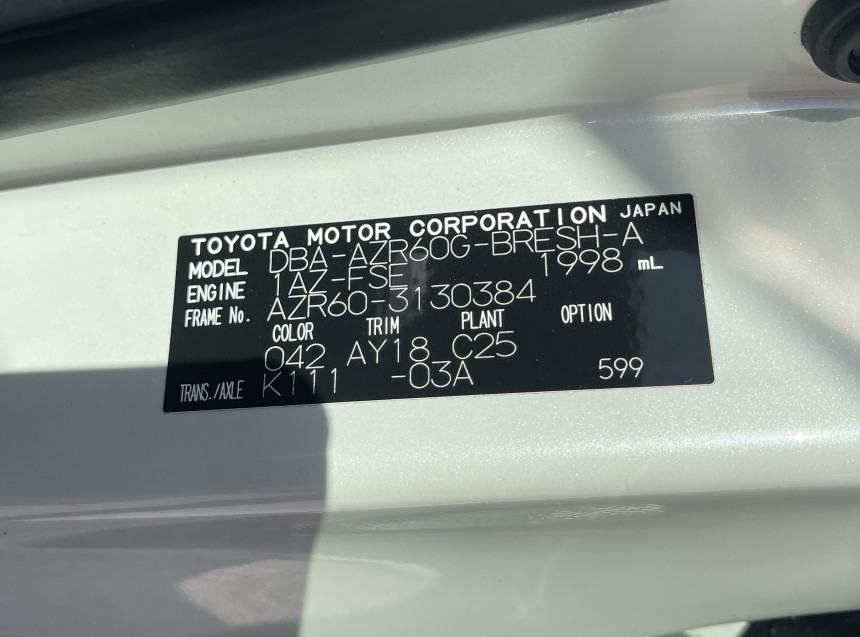 TOYOTA MOTOR CORPORATION JAPAN
MODEL DBA-AZR60G-BRESH-A
ENGINE 1AZ-FSE 1998 mL
FRAME No. AZR60-3130384
COLOR TRIM PLANT OPTION
042 AY18 C25
TRANS./AXLE K111 -03A 599